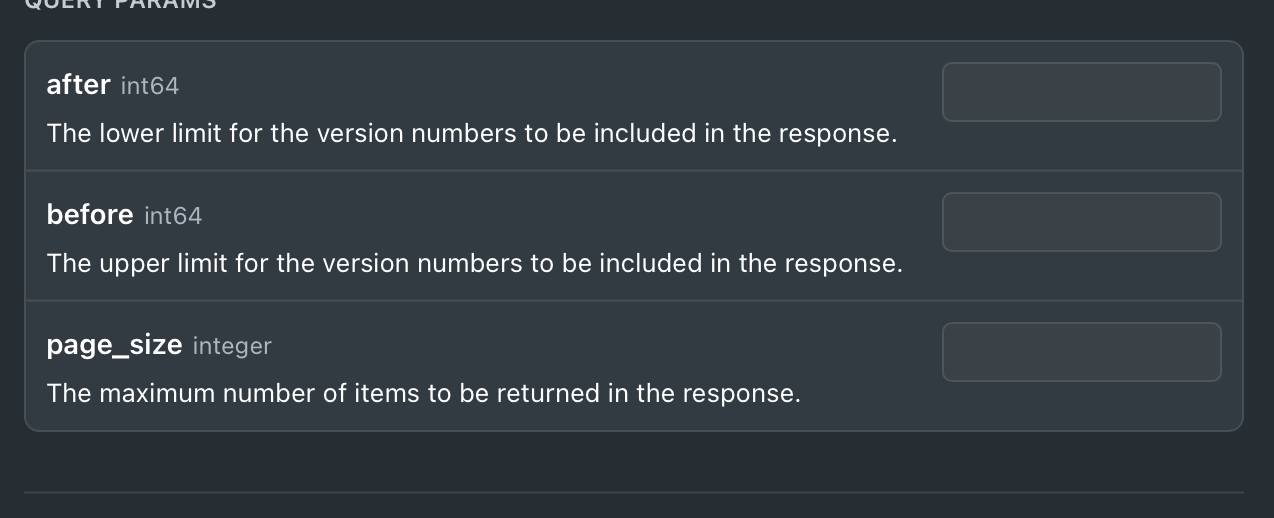 QUERY PARAMS
after int64
The lower limit for the version numbers to be included in the response.
before int64
The upper limit for the version numbers to be included in the response.
page_size integer
The maximum number of items to be returned in the response.